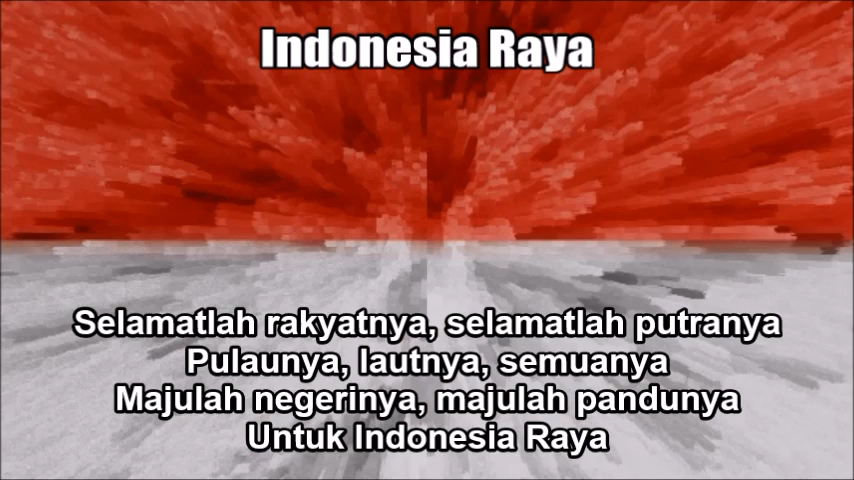 Indonesia Raya
Selamatlah rakyatnya, selamatlah putranya
Pulaunya, lautnya, semuanya
Majulah negerinya, majulah pandunya
Untuk Indonesia Raya